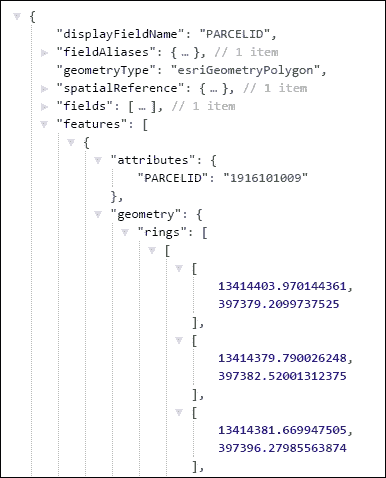 {
"displayFieldName": "PARCELID",
"fieldAliases": { … }, // 1 item
"geometryType": "esriGeometryPolygon",
"spatialReference": { … }, // 1 item
"fields": [ … ], // 1 item
"features": [
{
"attributes": {
"PARCELID": "1916101009"
},
"geometry": {
"rings": [
[
[
13414403.970144361,
397379.2099737525
],
[
13414379.790026248,
397382.52001312375
],
[
13414381.669947505,
397396.27985563874
],